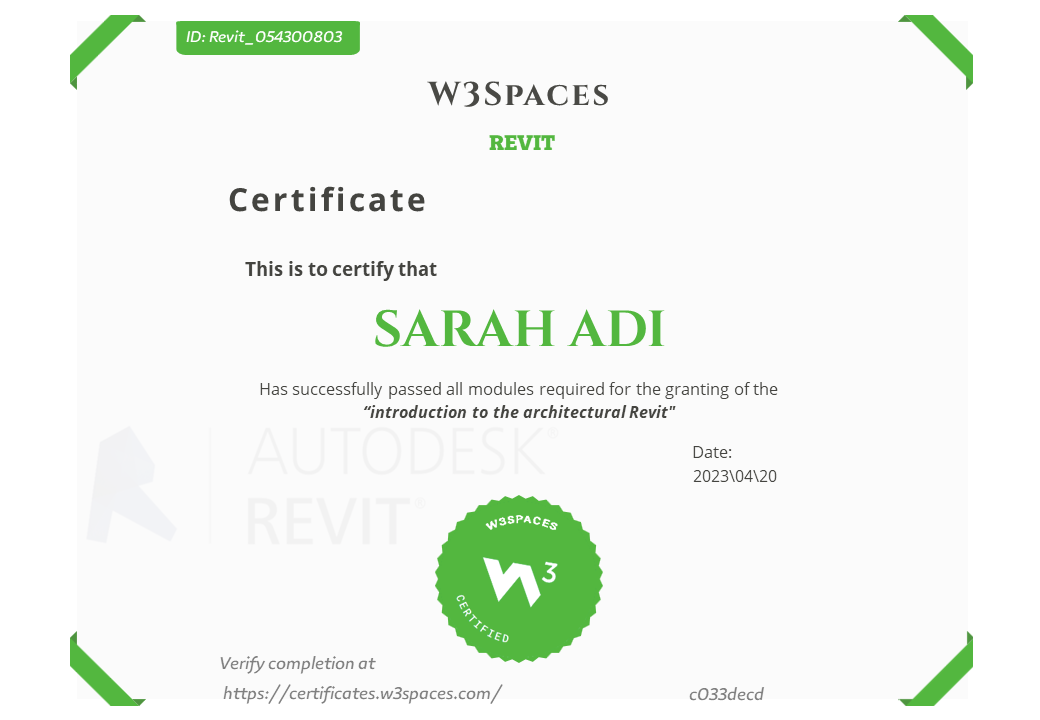 ID: Revit_054300803
W3SPACES
REVIT
Certificate
This is to certify that
SARAH ADI
Has successfully passed all modules required for the granting of the
“introduction to the architectural Revit"
Date:
2023\04\20
AUTODESK®
REVIT®
W3SPACES
W3
CERTIFIED
Verify completion at
https://certificates.w3spaces.com/
c033decd